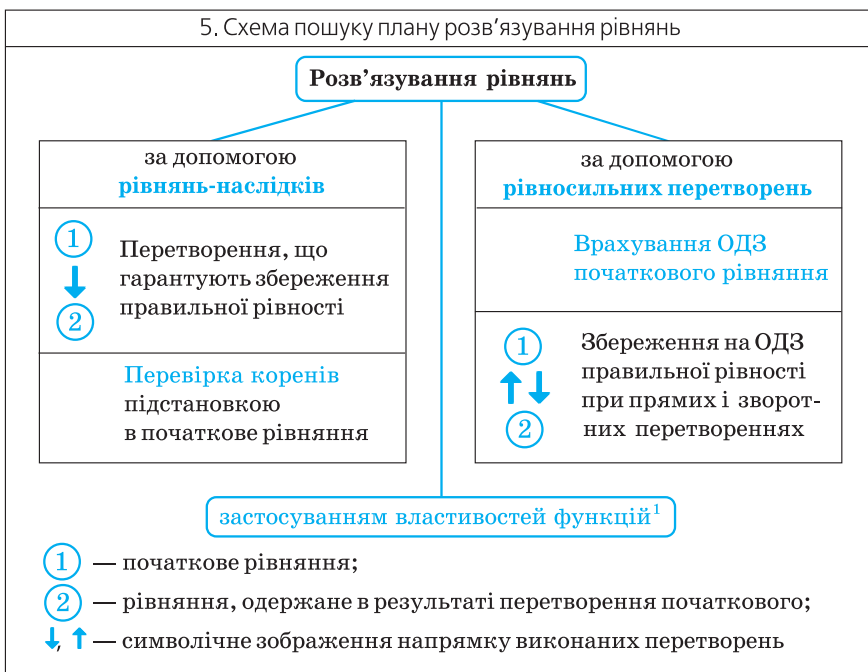 5. Схема пошуку плану розв'язування рівнянь
Розв'язування рівнянь
за допомогою
рівнянь-наслідків
1
2
Перетворення, що
гарантують збереження
правильної рівності
Перевірка коренів
підстановкою
в початкове рівняння
за допомогою
рівносильних перетворень
Врахування ОДЗ
початкового рівняння
1
2
Збереження на ОДЗ
правильної рівності
при прямих і зворот-
них перетвореннях
застосуванням властивостей функцій¹
1 — початкове рівняння;
2 — рівняння, одержане в результаті перетворення початкового;
↓, ↑ — символічне зображення напрямку виконаних перетворень